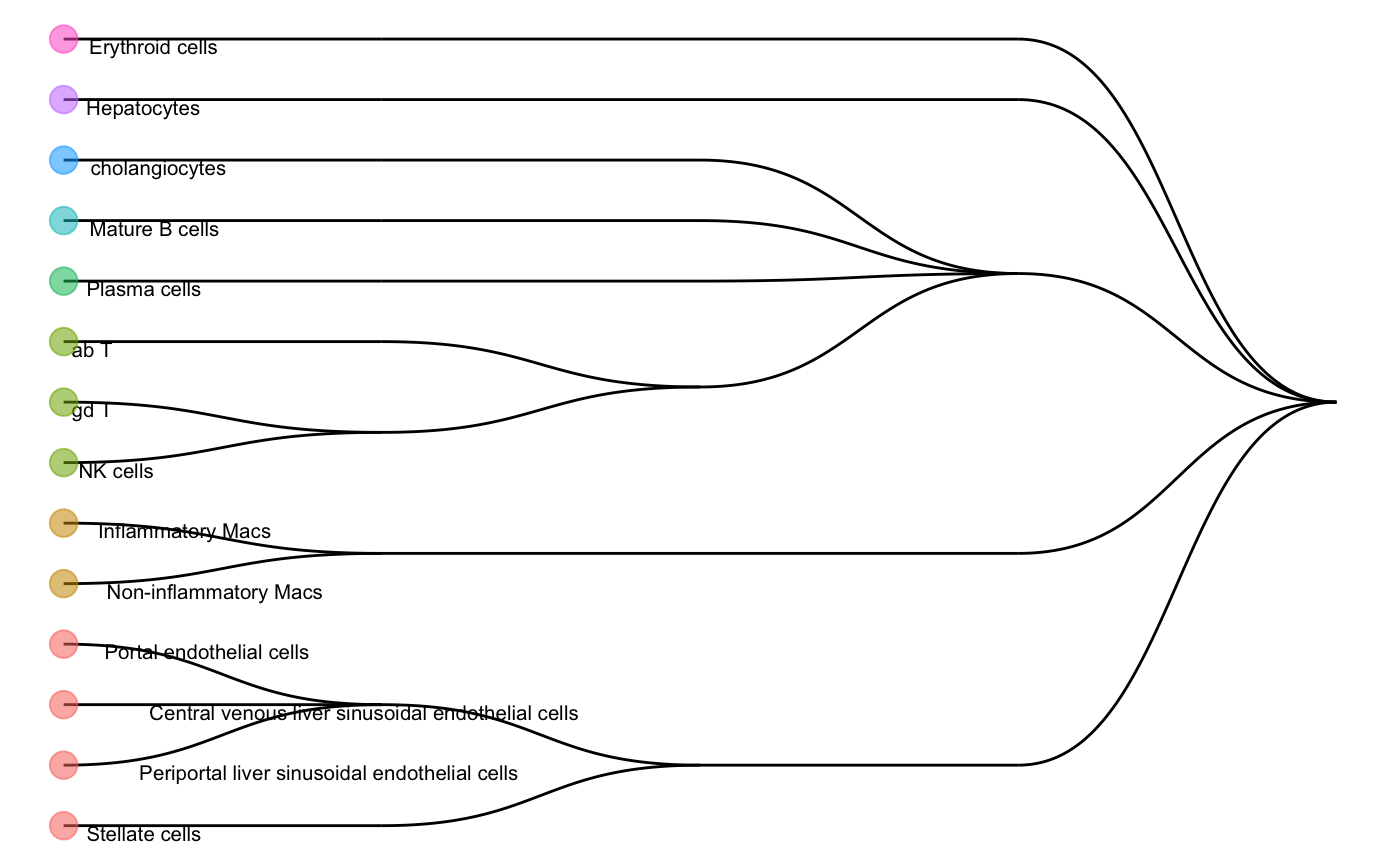 Erythroid cells
Hepatocytes
cholangiocytes
Mature B cells
Plasma cells
ab T
gd T
NK cells
Inflammatory Macs
Non-inflammatory Macs
Portal endothelial cells
Central venous liver sinusoidal endothelial cells
Periportal liver sinusoidal endothelial cells
Stellate cells